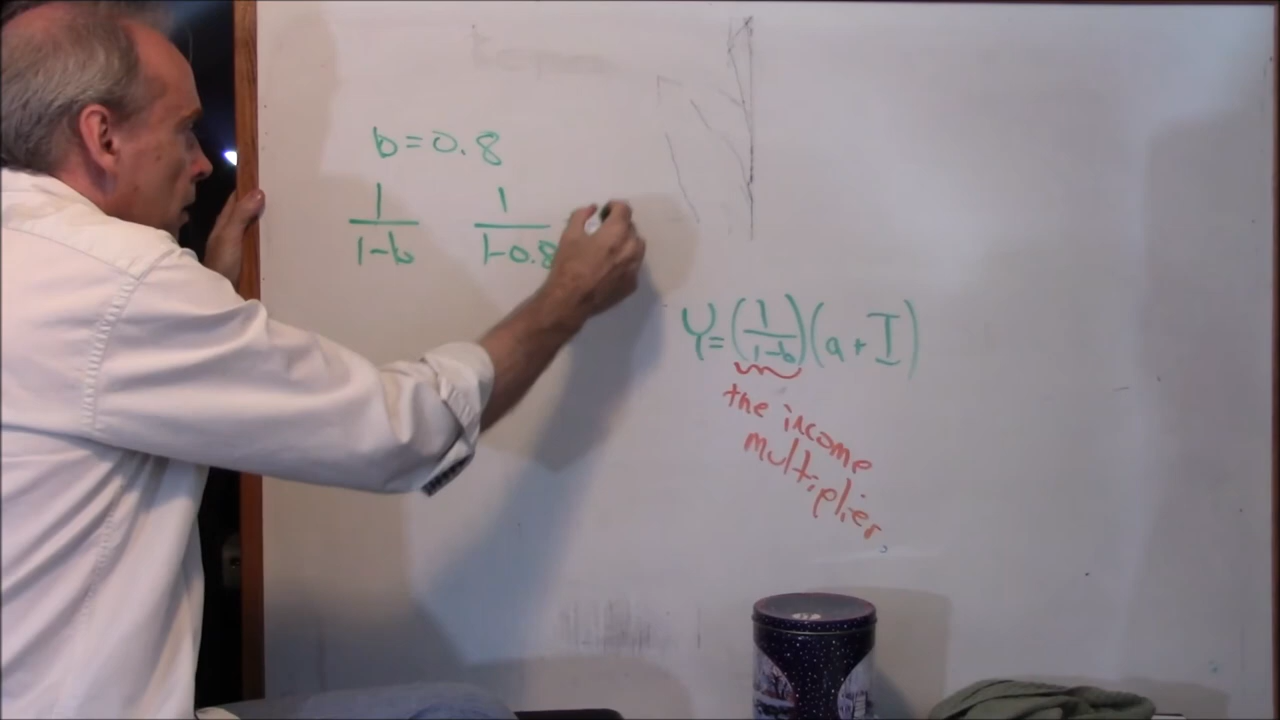 b=0.8
1/1-b 1/1-0.8
Y=(1/1-b)(a+I)
the income
multiplier